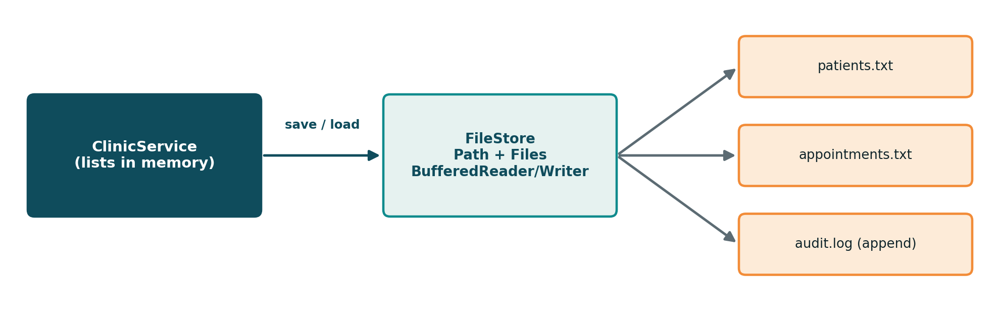 ClinicService
(lists in memory)
save / load
FileStore
Path + Files
BufferedReader/Writer
patients.txt
appointments.txt
audit.log (append)